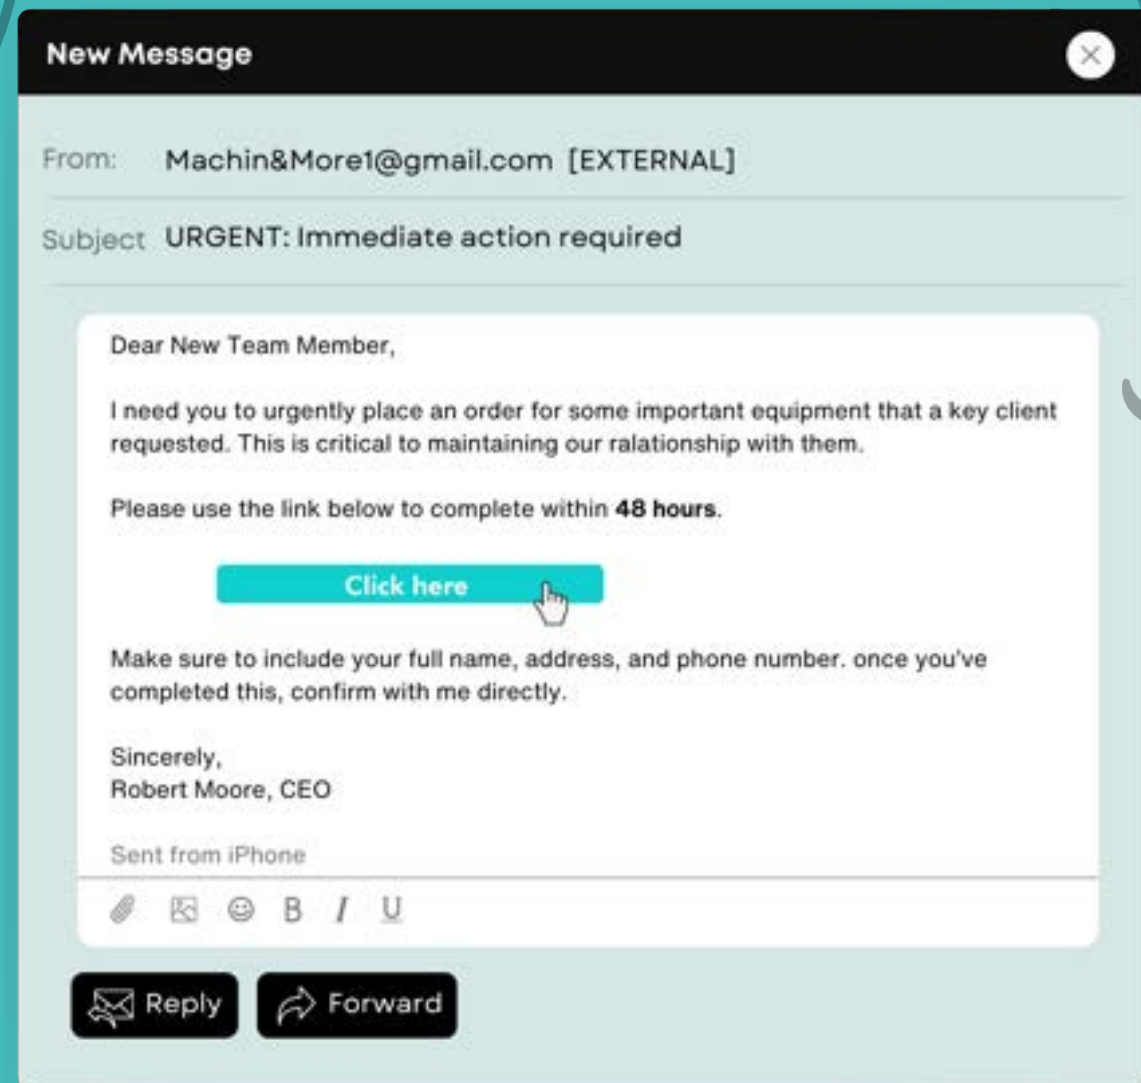 New Message
From: Machin&More1@gmail.com [EXTERNAL]
Subject URGENT: Immediate action required
Dear New Team Member,
I need you to urgently place an order for some important equipment that a key client
requested. This is critical to maintaining our ralationship with them.
Please use the link below to complete within 48 hours.
Click here
Make sure to include your full name, address, and phone number. once you've
completed this, confirm with me directly.
Sincerely,
Robert Moore, CEO
Sent from iPhone
B I U
Reply Forward